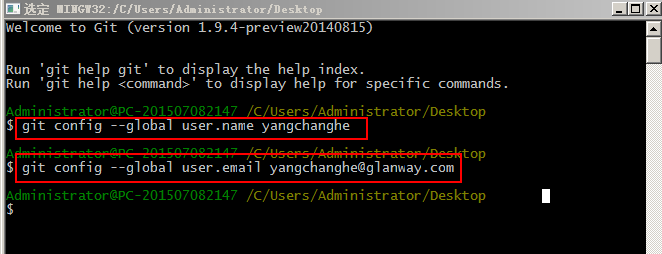 选定 MINGW32:/C/Users/Administrator/Desktop
Welcome to Git (version 1.9.4-preview20140815)
Run 'git help git' to display the help index.
Run 'git help <command>' to display help for specific commands.
Administrator@PC-201507082147 /C/Users/Administrator/Desktop
$ git config --global user.name yangchanghe
Administrator@PC-201507082147 /C/Users/Administrator/Desktop
$ git config --global user.email yangchanghe@glanway.com
Administrator@PC-201507082147 /C/Users/Administrator/Desktop
$